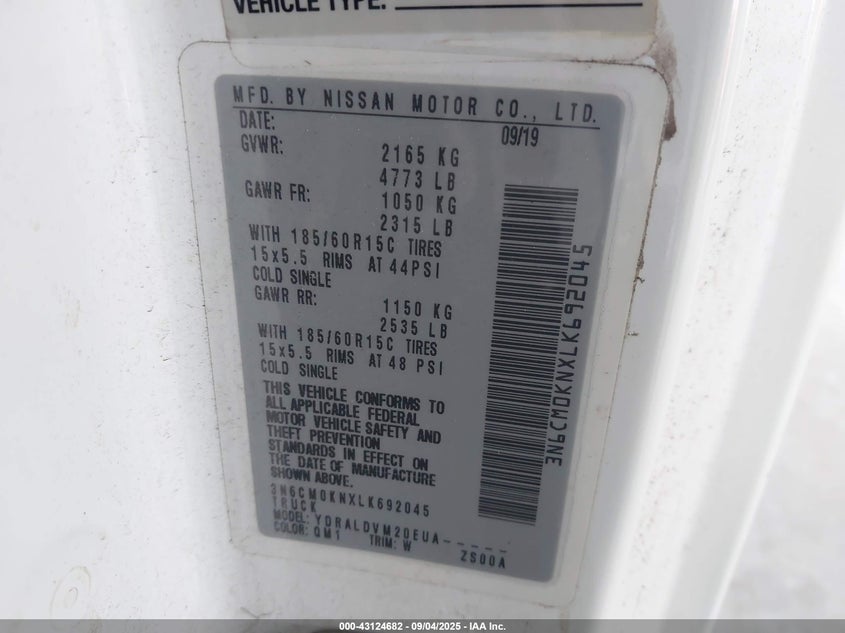 VEHICLE TYPE:
MFD. BY NISSAN MOTOR CO., LTD.
DATE: 09/19
GVWR: 2165 KG
4773 LB
GAWR FR: 1050 KG
2315 LB
WITH 185/60R15C TIRES
15x5.5 RIMS AT 44PSI
COLD SINGLE
GAWR RR: 1150 KG
2535 LB
WITH 185/60R15C TIRES
15x5.5 RIMS AT 48 PSI
COLD SINGLE
THIS VEHICLE CONFORMS TO
ALL APPLICABLE FEDERAL
MOTOR VEHICLE SAFETY AND
THEFT PREVENTION
STANDARDS IN EFFECT ON
THE DATE OF MANUFACTURE
SHOWN ABOVE.
3N6CM0KNXLK692045
TRUCK
MODEL: YDRALDVM20EUA-----
COLOR: QM1 TRIM: W ZS00A
3N6CM0KNXLK692045
000-43124682 - 09/04/2025 - IAA Inc.